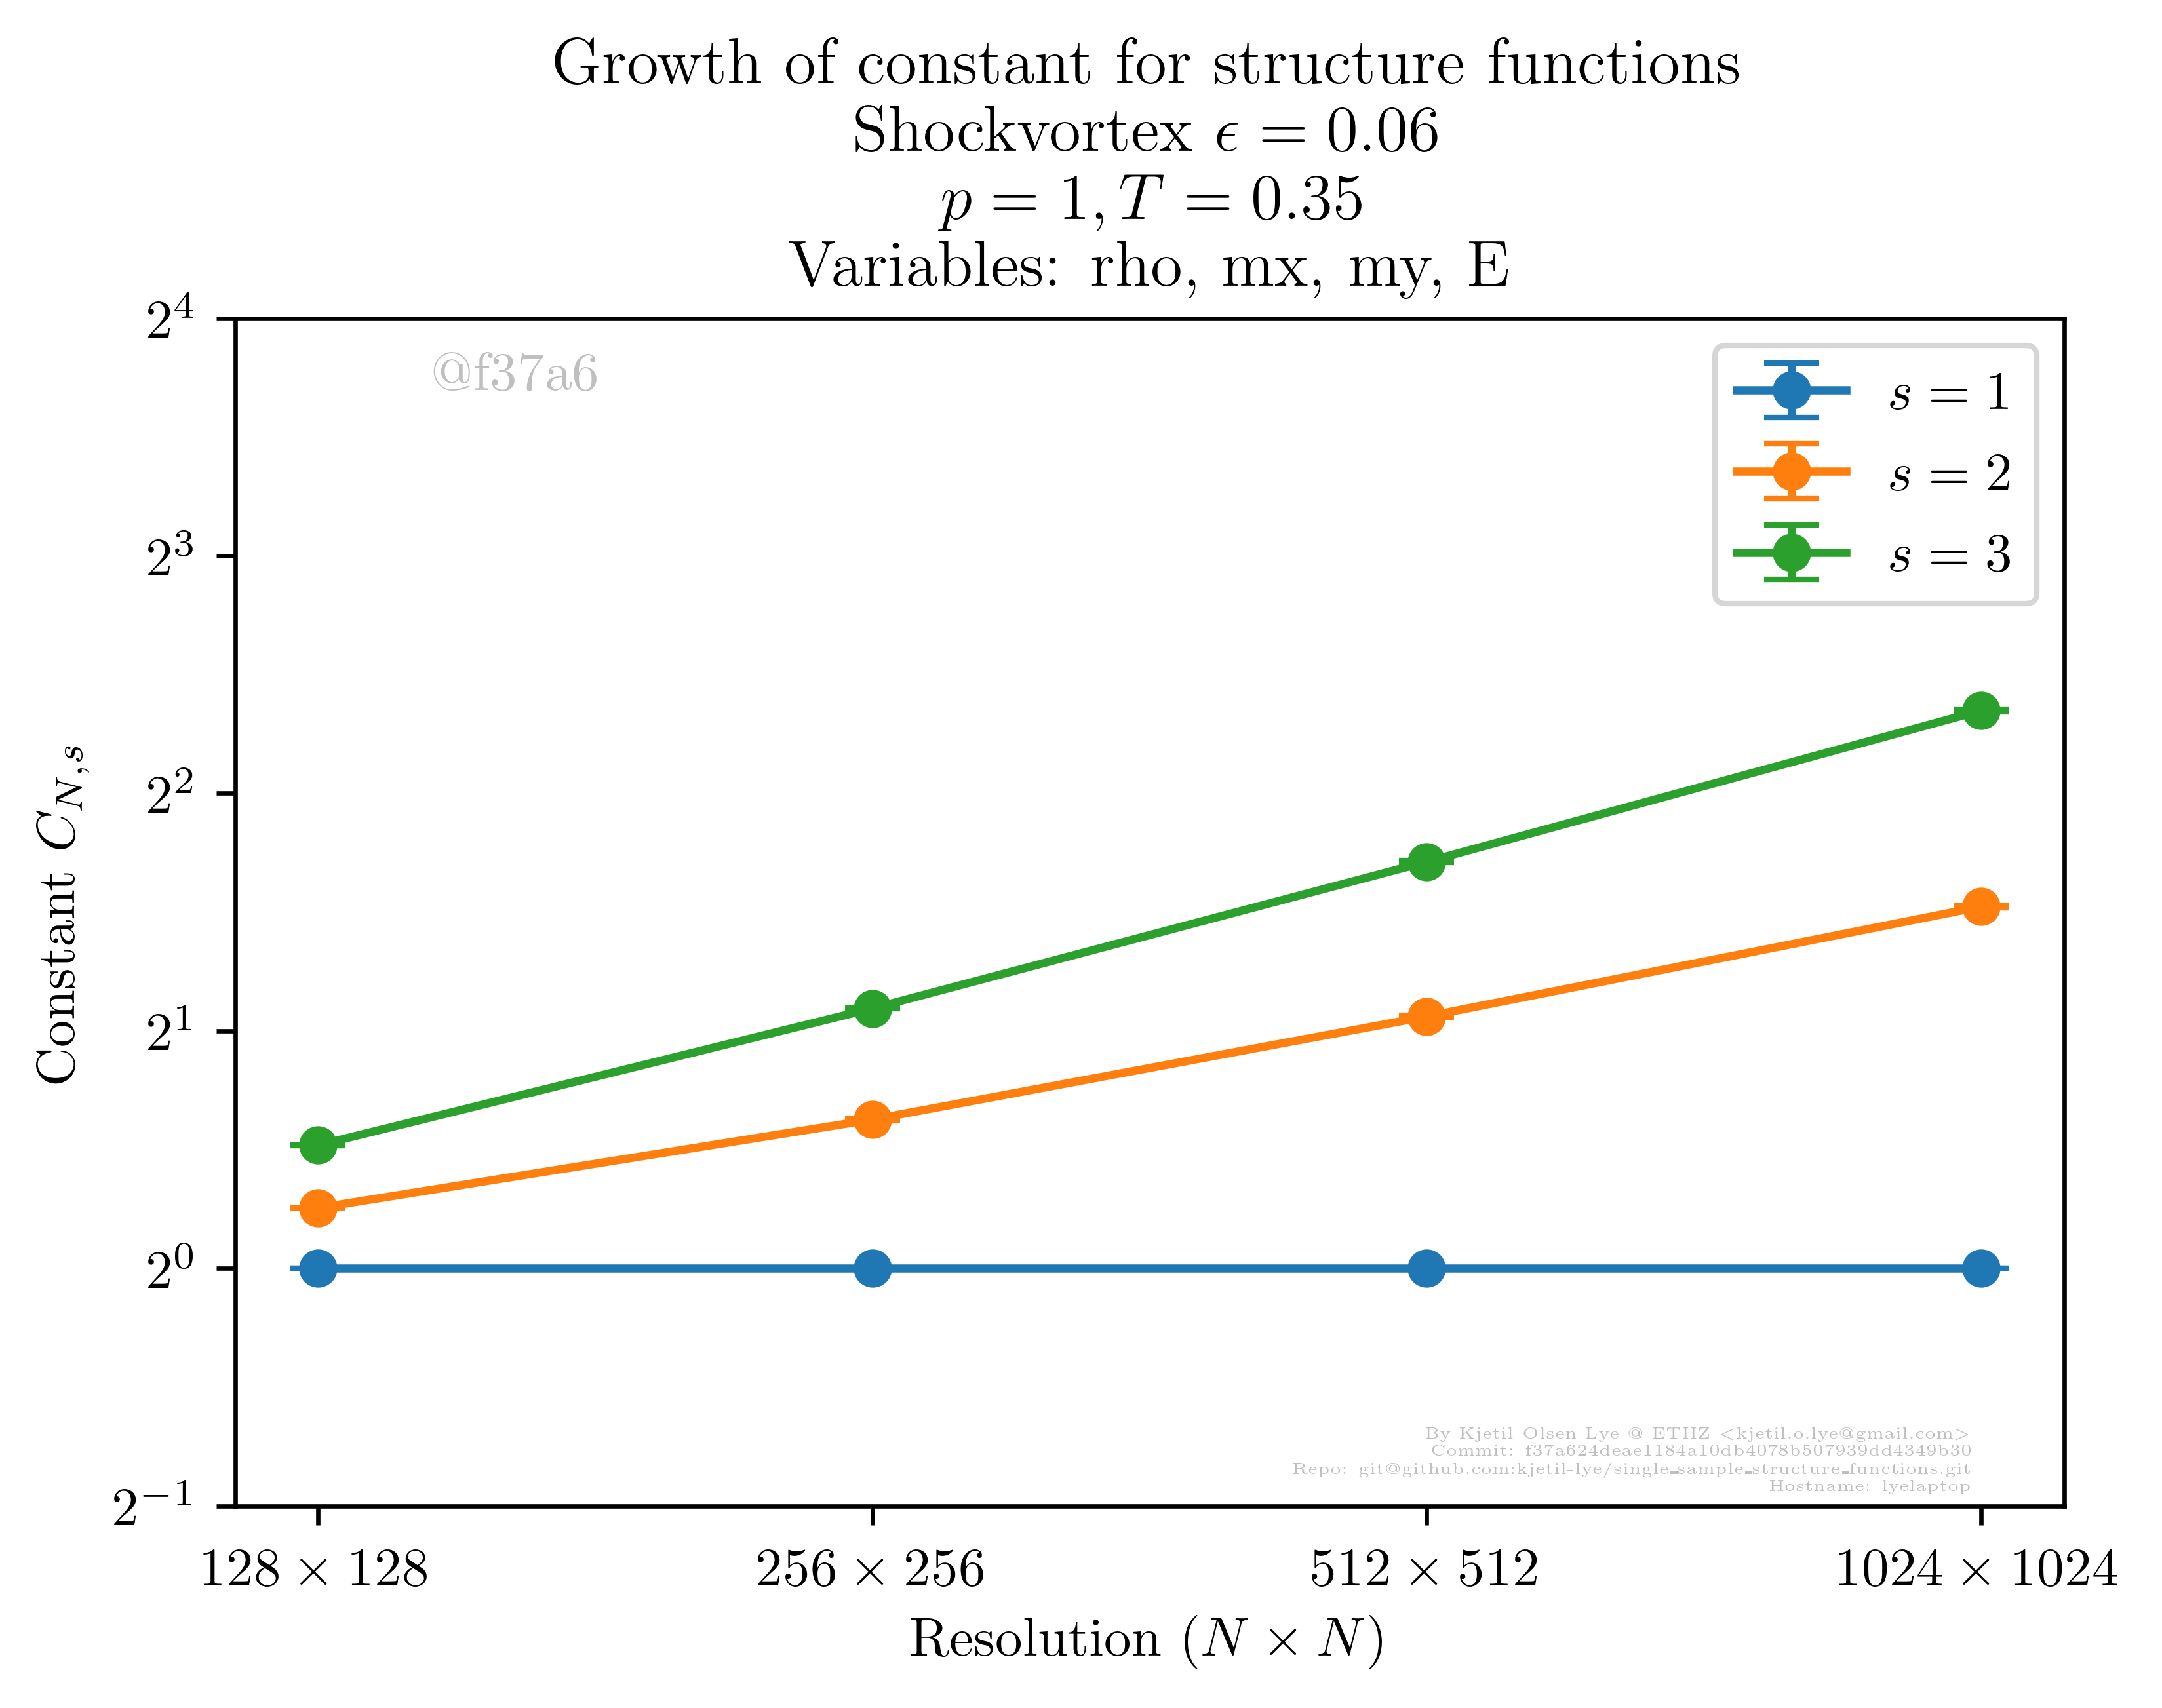 Growth of constant for structure functions
Shockvortex ϵ = 0.06
p = 1, T = 0.35
Variables: rho, mx, my, E
@f37a6
s = 1
s = 2
s = 3
Constant C_{N,s}
2^4
2^3
2^2
2^1
2^0
2^{-1}
By Kjetil Olsen Lye @ ETHZ <kjetil.o.lye@gmail.com>
Commit: f37a624deae1184a10db4078b507939dd4349b30
Repo: git@github.com:kjetil-lye/single_sample_structure_functions.git
Hostname: lyelaptop
128 × 128 256 × 256 512 × 512 1024 × 1024
Resolution (N × N)